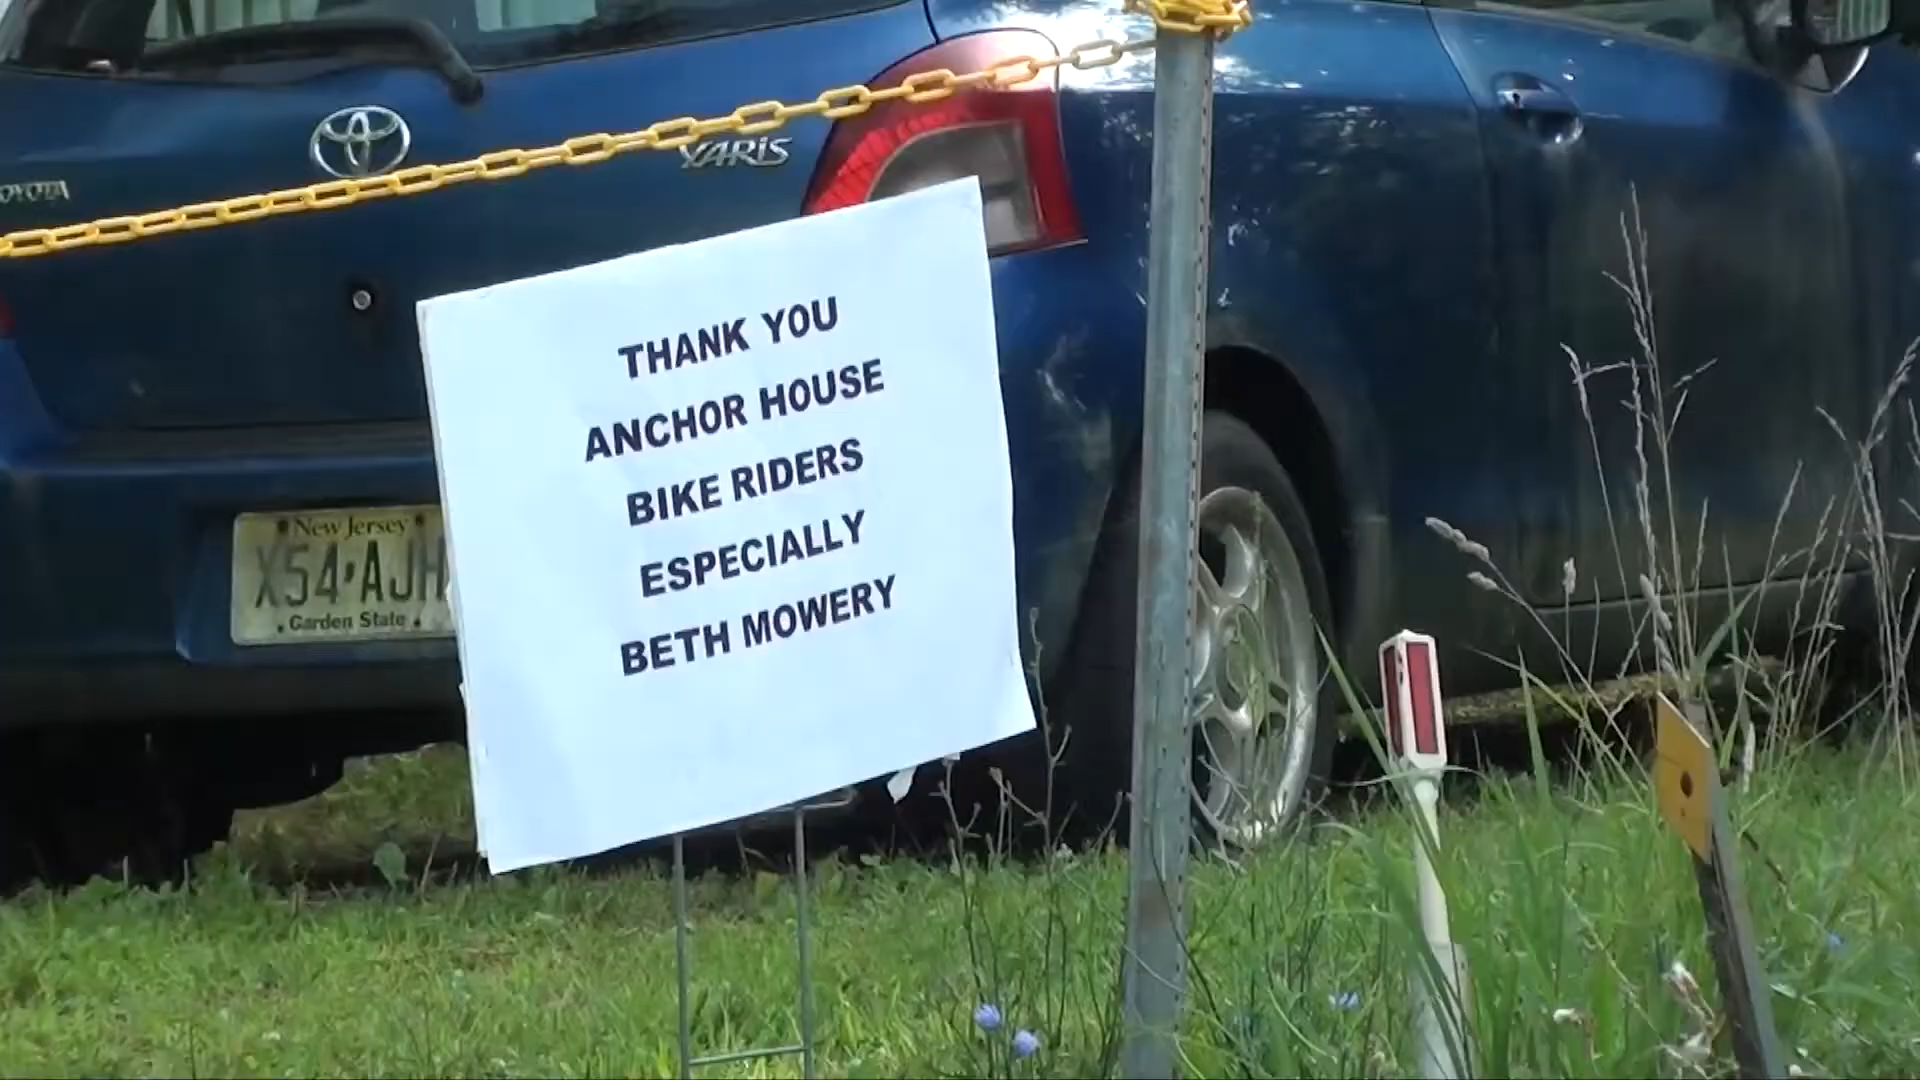 YARIS
THANK YOU
ANCHOR HOUSE
BIKE RIDERS
ESPECIALLY
BETH MOWERY
New Jersey
X54•AJH
Garden State